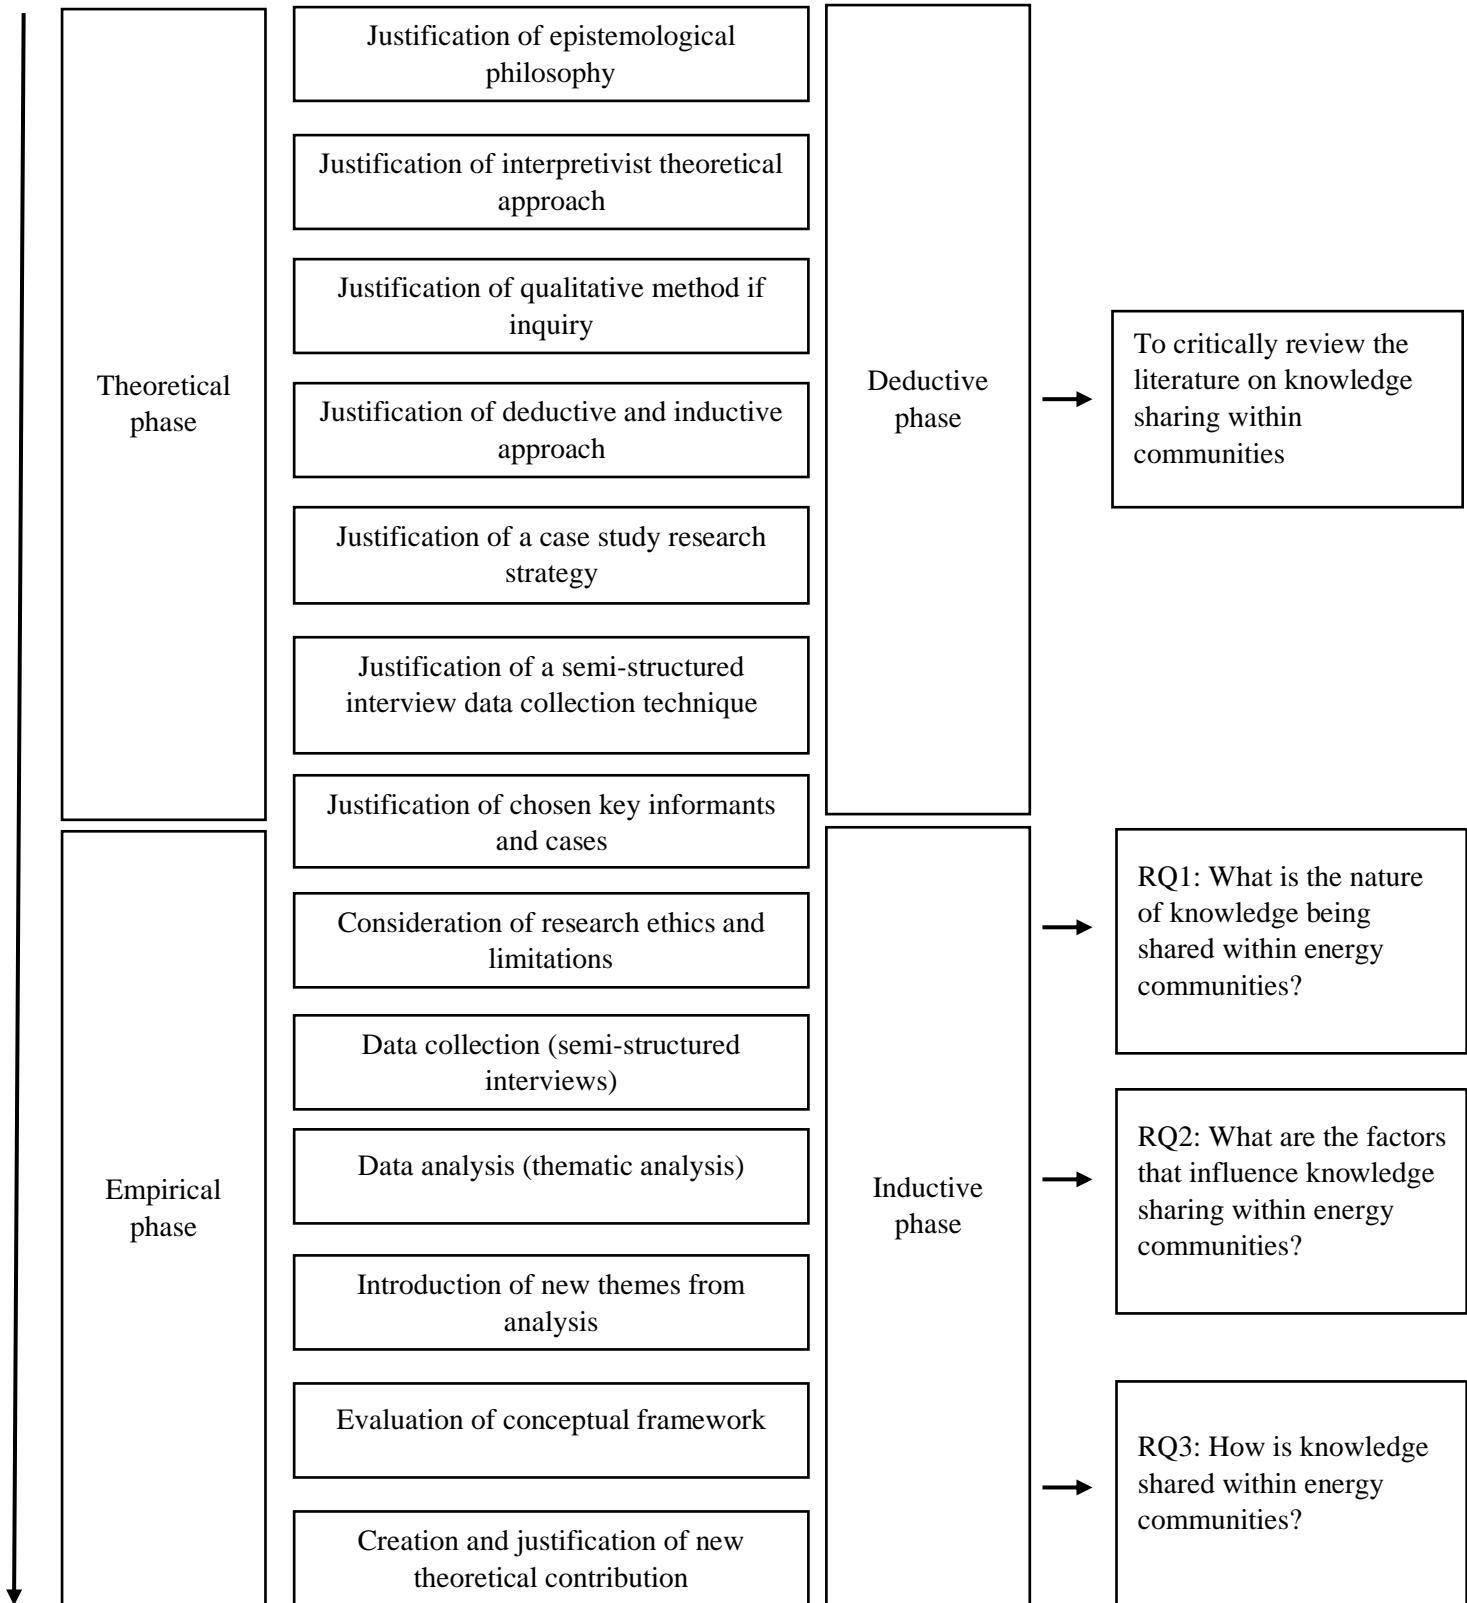 Theoretical
phase
Empirical
phase
Justification of epistemological
philosophy
Justification of interpretivist theoretical
approach
Justification of qualitative method if
inquiry
Justification of deductive and inductive
approach
Justification of a case study research
strategy
Justification of a semi-structured
interview data collection technique
Justification of chosen key informants
and cases
Consideration of research ethics and
limitations
Data collection (semi-structured
interviews)
Data analysis (thematic analysis)
Introduction of new themes from
analysis
Evaluation of conceptual framework
Creation and justification of new
theoretical contribution
Deductive
phase
Inductive
phase
To critically review the
literature on knowledge
sharing within
communities
RQ1: What is the nature
of knowledge being
shared within energy
communities?
RQ2: What are the factors
that influence knowledge
sharing within energy
communities?
RQ3: How is knowledge
shared within energy
communities?